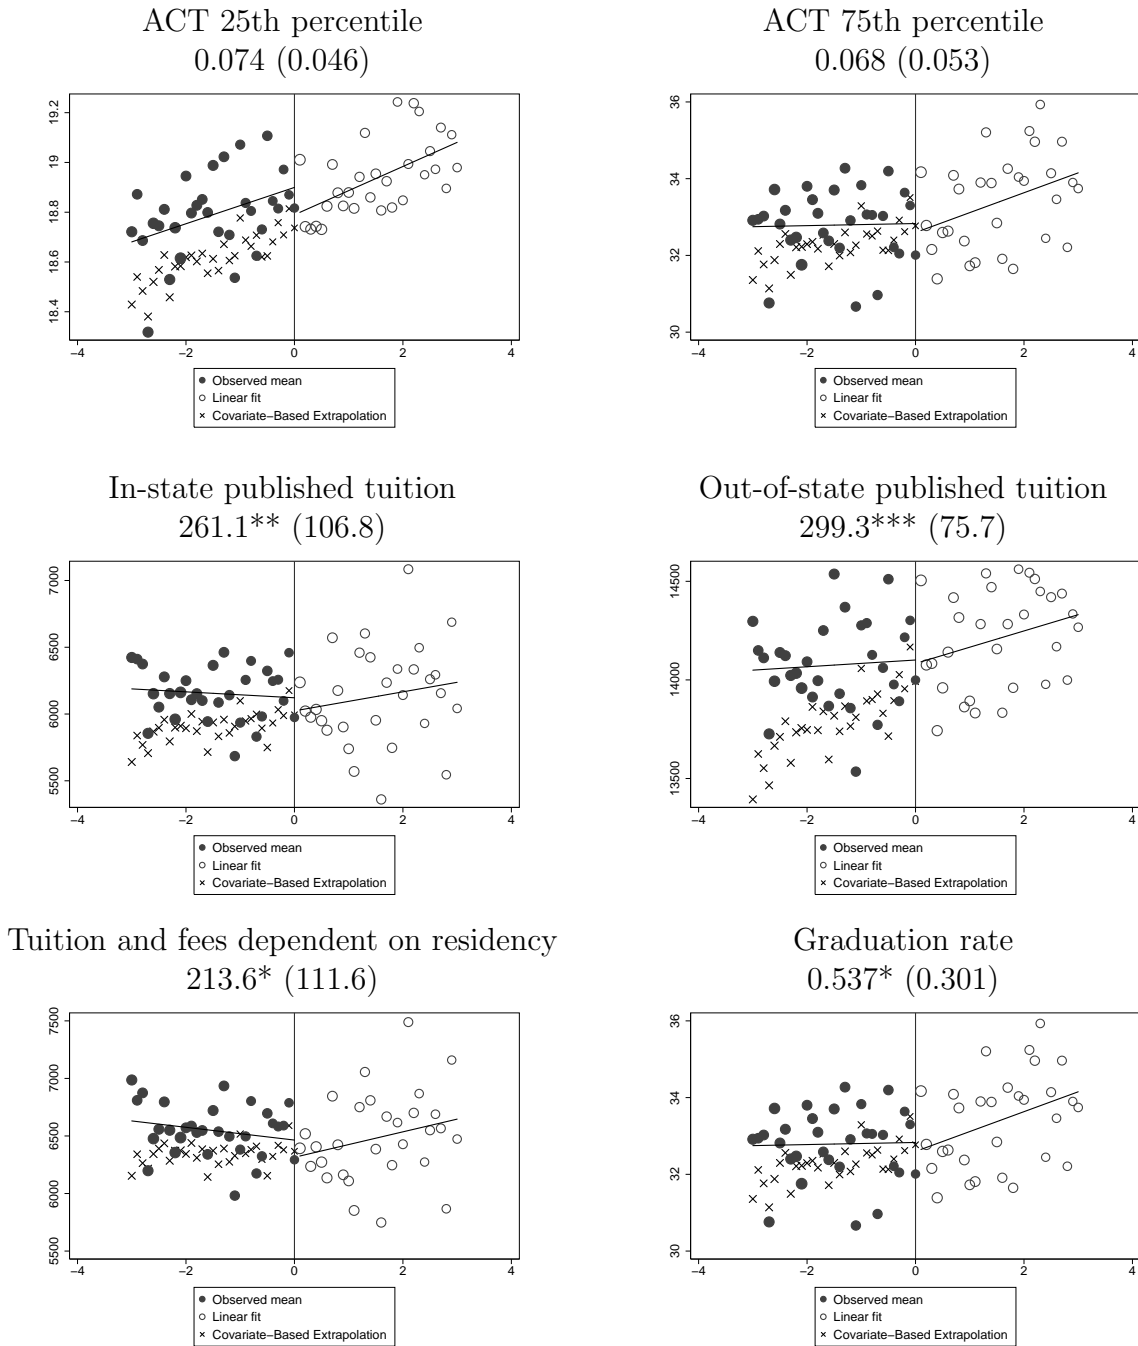 ACT 25th percentile
0.074 (0.046)
18.4 18.6 18.8 19 19.2
−4 −2 0 2 4
Observed mean
Linear fit
Covariate−Based Extrapolation
ACT 75th percentile
0.068 (0.053)
30 32 34 36
−4 −2 0 2 4
Observed mean
Linear fit
Covariate−Based Extrapolation
In-state published tuition
261.1** (106.8)
5500 6000 6500 7000
−4 −2 0 2 4
Observed mean
Linear fit
Covariate−Based Extrapolation
Out-of-state published tuition
299.3*** (75.7)
13500 14000 14500
−4 −2 0 2 4
Observed mean
Linear fit
Covariate−Based Extrapolation
Tuition and fees dependent on residency
213.6* (111.6)
5500 6000 6500 7000 7500
−4 −2 0 2 4
Observed mean
Linear fit
Covariate−Based Extrapolation
Graduation rate
0.537* (0.301)
30 32 34 36
−4 −2 0 2 4
Observed mean
Linear fit
Covariate−Based Extrapolation